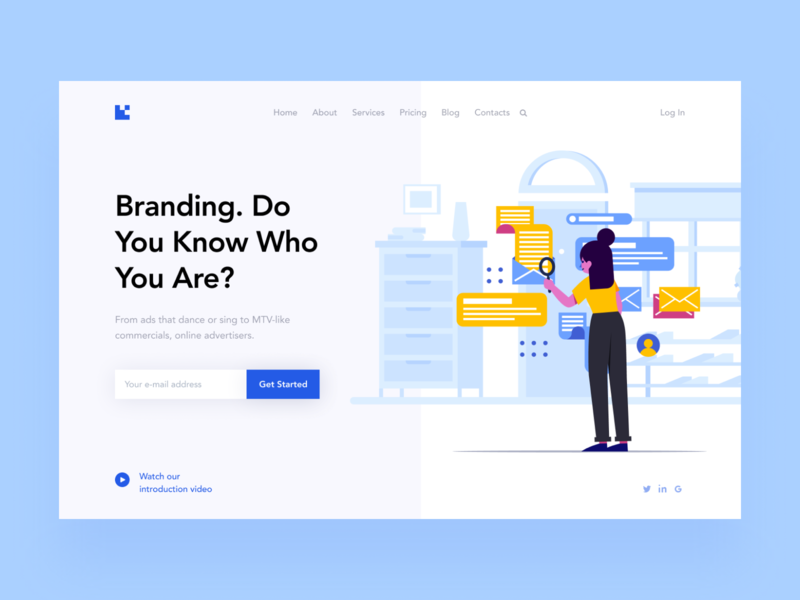 Home About Services Pricing Blog Contacts Log In
Branding. Do
You Know Who
You Are?
From ads that dance or sing to MTV-like
commercials, online advertisers.
Your e-mail address Get Started
Watch our
introduction video
in G